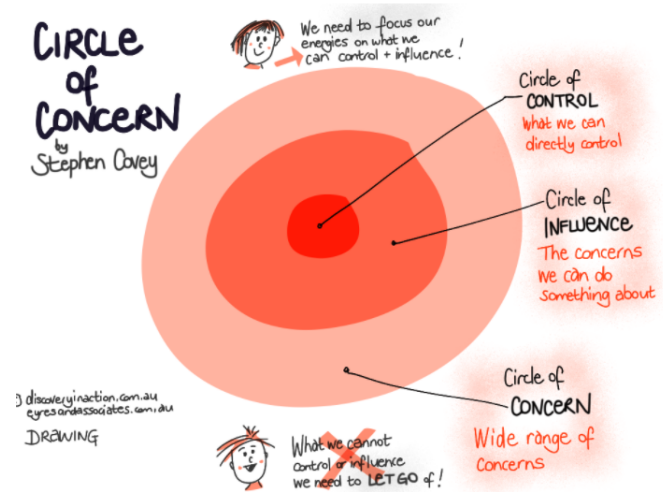 CIRCLE
OF
CONCERN
by
Stephen Covey
We need to focus our
energies on what we
can control + influence!
Circle of
CONTROL
What we can
directly control
Circle of
INFLUENCE
The concerns
we can do
something about
Circle of
CONCERN
Wide range of
concerns
discoveryinaction.com.au
eyresandassociates.com.au
DRAWING
What we cannot
control or influence
we need to LET GO of!